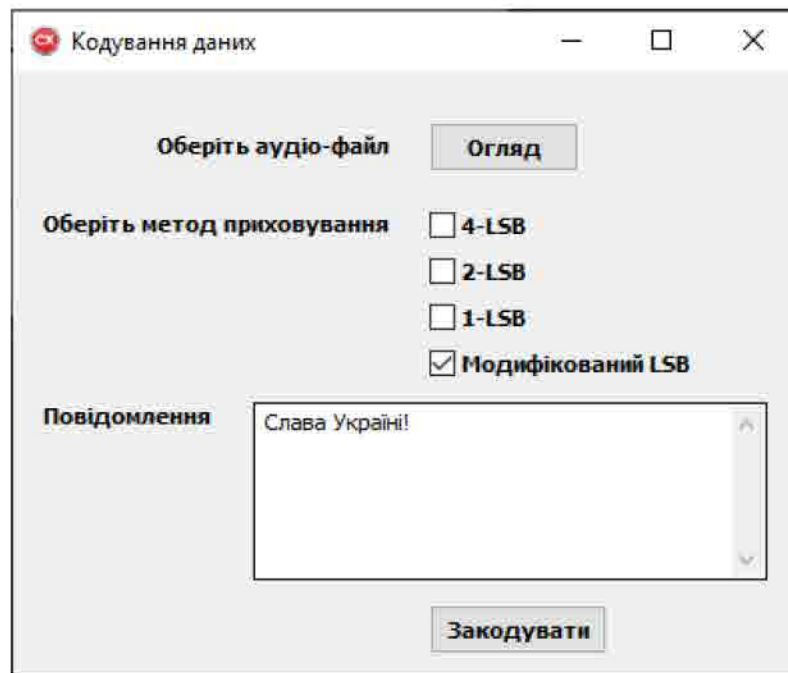 CX Кодування даних
Оберіть аудіо-файл Огляд
Оберіть метод приховування 4-LSB
2-LSB
1-LSB
Модифікований LSB
Повідомлення Слава Україні!
Закодувати